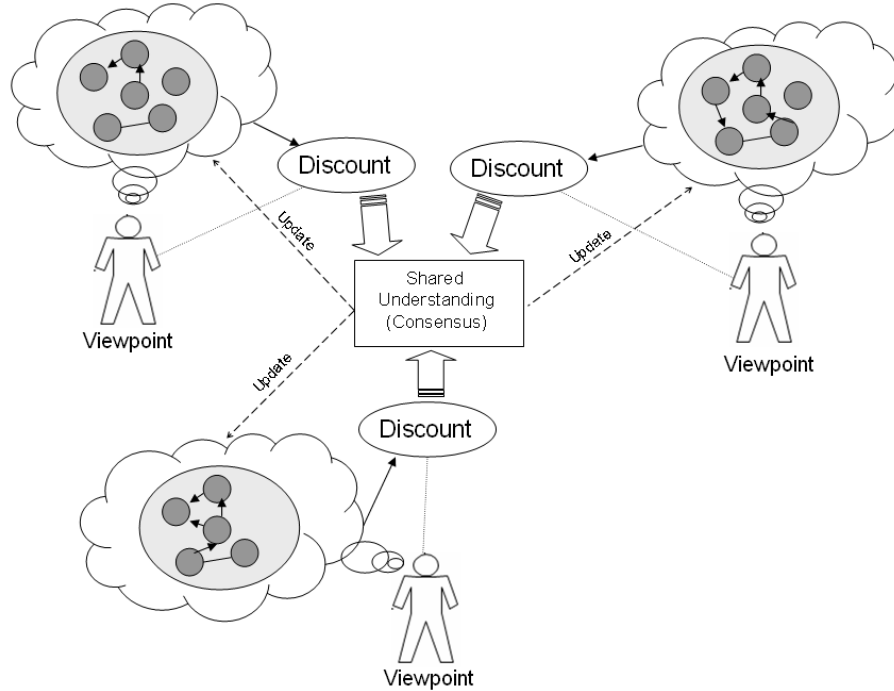 Discount
Discount
Update
Update
Shared
Understanding
(Consensus)
Viewpoint
Viewpoint
Update
Discount
Viewpoint